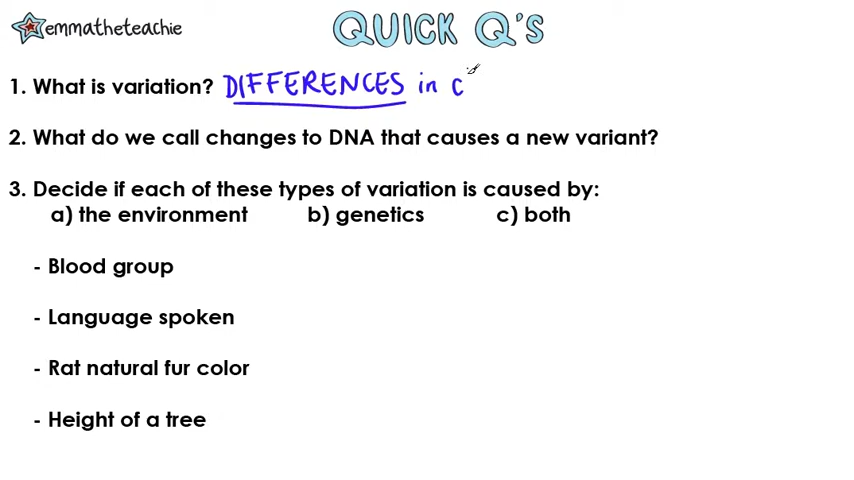 emmatheteachie
QUICK Q'S
1. What is variation? DIFFERENCES in c
2. What do we call changes to DNA that causes a new variant?
3. Decide if each of these types of variation is caused by:
a) the environment b) genetics c) both
- Blood group
- Language spoken
- Rat natural fur color
- Height of a tree